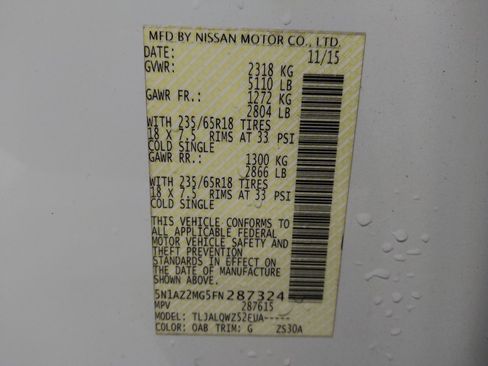 MFD BY NISSAN MOTOR CO., LTD.
DATE: 11/15
GVWR: 2318 KG
5110 LB
GAWR FR.: 1272 KG
2804 LB
WITH 235/65R18 TIRES
18 X 7.5 RIMS AT 33 PSI
COLD SINGLE
GAWR RR.: 1300 KG
2866 LB
WITH 235/65R18 TIRES
18 X 7.5 RIMS AT 33 PSI
COLD SINGLE
THIS VEHICLE CONFORMS TO
ALL APPLICABLE FEDERAL
MOTOR VEHICLE SAFETY AND
THEFT PREVENTION
STANDARDS IN EFFECT ON
THE DATE OF MANUFACTURE
SHOWN ABOVE.
5N1AZ2MG5FN287324
MPV 287615
MODEL: TLJALQWZ52EUA-----
COLOR: QAB TRIM: G ZS30A